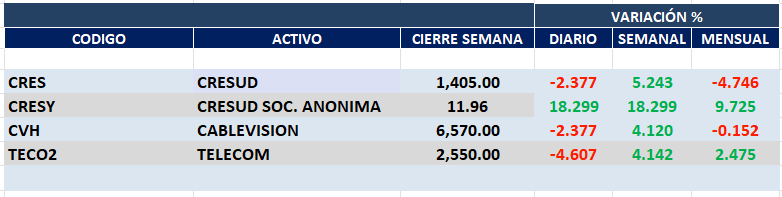 VARIACIÓN %
CODIGO ACTIVO CIERRE SEMANA DIARIO SEMANAL MENSUAL
CRES CRESUD 1,405.00 -2.377 5.243 -4.746
CRESY CRESUD SOC. ANONIMA 11.96 18.299 18.299 9.725
CVH CABLEVISION 6,570.00 -2.377 4.120 -0.152
TECO2 TELECOM 2,550.00 -4.607 4.142 2.475